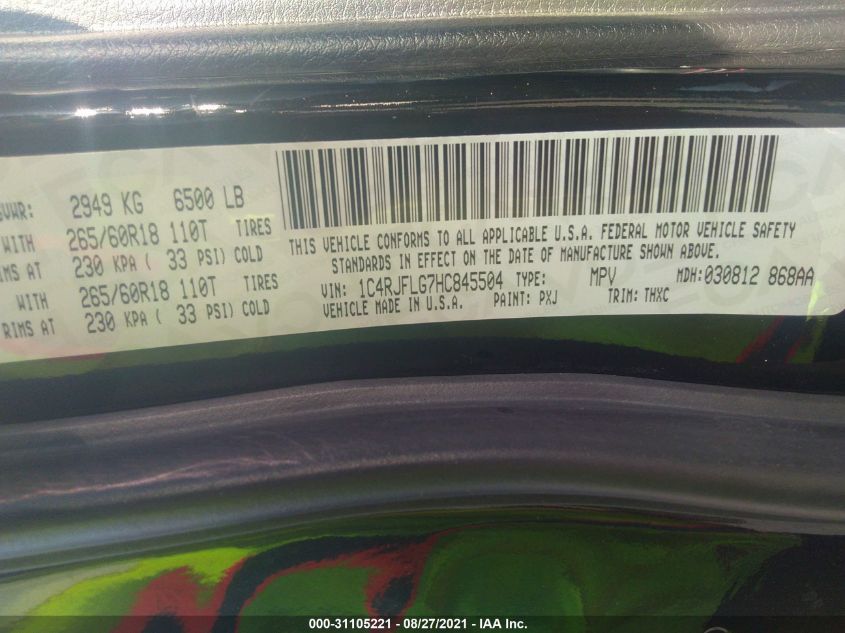 GVWR: 2949 KG 6500 LB
WITH 265/60R18 110T TIRES
IMS AT 230 KPA ( 33 PSI) COLD
WITH 265/60R18 110T TIRES
RIMS AT 230 KPA ( 33 PSI) COLD
THIS VEHICLE CONFORMS TO ALL APPLICABLE U.S.A. FEDERAL MOTOR VEHICLE SAFETY
STANDARDS IN EFFECT ON THE DATE OF MANUFACTURE SHOWN ABOVE.
VIN: 1C4RJFLG7HC845504 TYPE: MPV MDH: 030812 868AA
VEHICLE MADE IN U.S.A. PAINT: PXJ TRIM: THXC
000-31105221 - 08/27/2021 - IAA Inc.